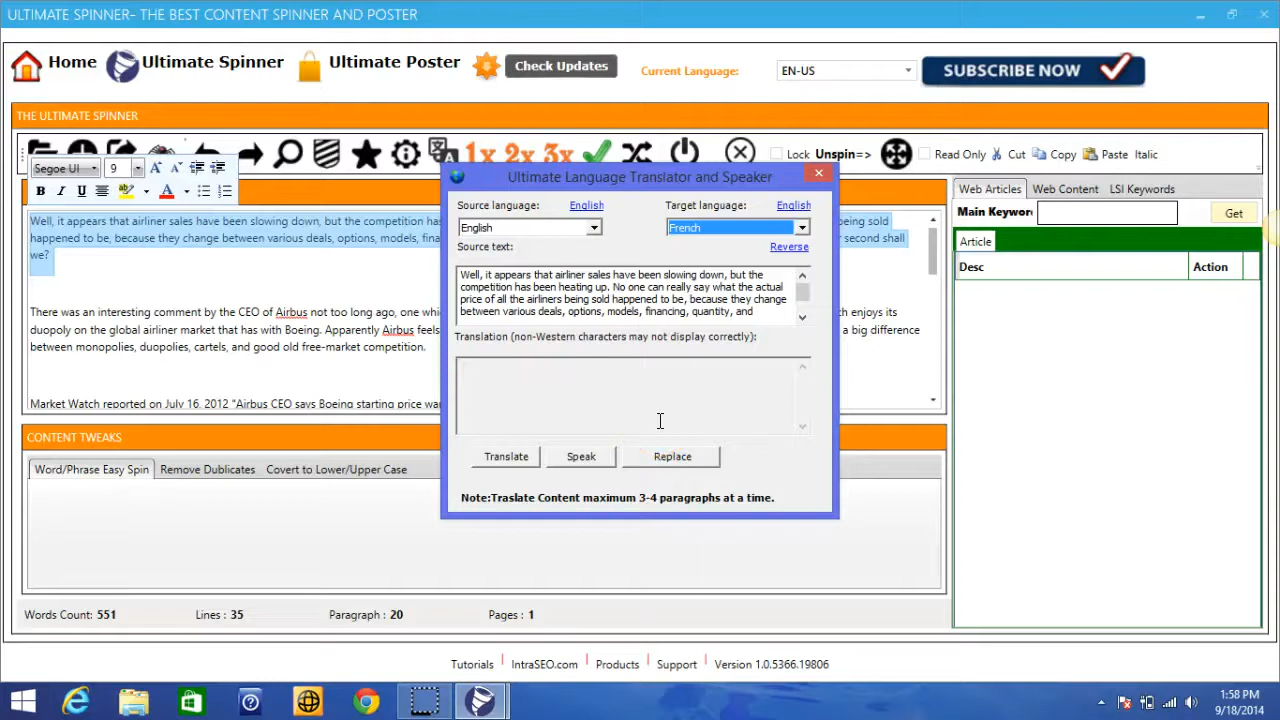 ULTIMATE SPINNER- THE BEST CONTENT SPINNER AND POSTER
Home
Ultimate Spinner
Ultimate Poster
Check Updates
Current Language:
EN-US
SUBSCRIBE NOW
THE ULTIMATE SPINNER
1x 2x 3x
Lock Unspin=>
Read Only
Cut
Copy
Paste
Italic
Segoe UI
9
B I U A
Well, it appears that airliner sales have been slowing down, but the competition has
being sold
happened to be, because they change between various deals, options, models,
second shall
we?
There was an interesting comment by the CEO of Airbus not too long ago, one
h enjoys its
duopoly on the global airliner market that has with Boeing. Apparently Airbus feels
a big difference
between monopolies, duopolies, cartels, and good old free-market competition.
Market Watch reported on July 16, 2012 "Airbus CEO says Boeing starting price
Ultimate Language Translator and Speaker
Source language:
English
Target language:
English
English
French
Source text:
Reverse
Well, it appears that airliner sales have been slowing down, but the
competition has been heating up. No one can really say what the actual
price of all the airliners being sold happened to be, because they change
between various deals, options, models, financing, quantity, and
Translation (non-Western characters may not display correctly):
Translate
Speak
Replace
Note:Traslate Content maximum 3-4 paragraphs at a time.
Web Articles
Web Content
LSI Keywords
Main Keyword
Get
Article
Desc
Action
CONTENT TWEAKS
Word/Phrase Easy Spin
Remove Dublicates
Covert to Lower/Upper Case
Words Count: 551
Lines : 35
Paragraph : 20
Pages : 1
Tutorials
IntraSEO.com
Products
Support
Version 1.0.5366.19806
1:58 PM
9/18/2014